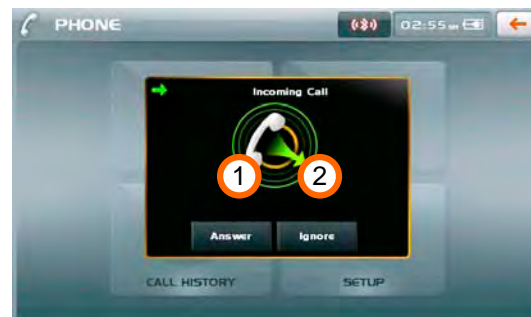 PHONE
02:55
Incoming Call
1 2
Answer Ignore
CALL HISTORY SETUP